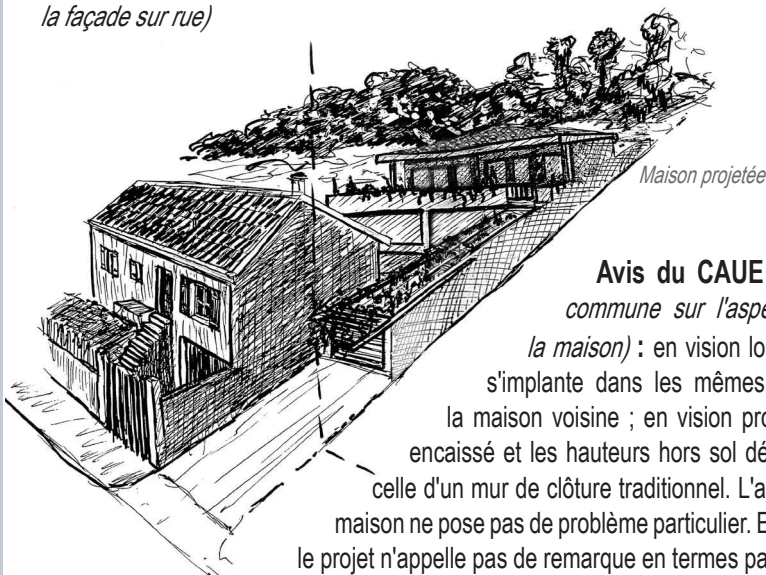 la façade sur rue)
Maison projetée
Avis du CAUE
commune sur l'aspe
la maison) : en vision lo
s'implante dans les mêmes
la maison voisine ; en vision pro
encaissé et les hauteurs hors sol dé
celle d'un mur de clôture traditionnel. L'a
maison ne pose pas de problème particulier. E
le projet n'appelle pas de remarque en termes pa